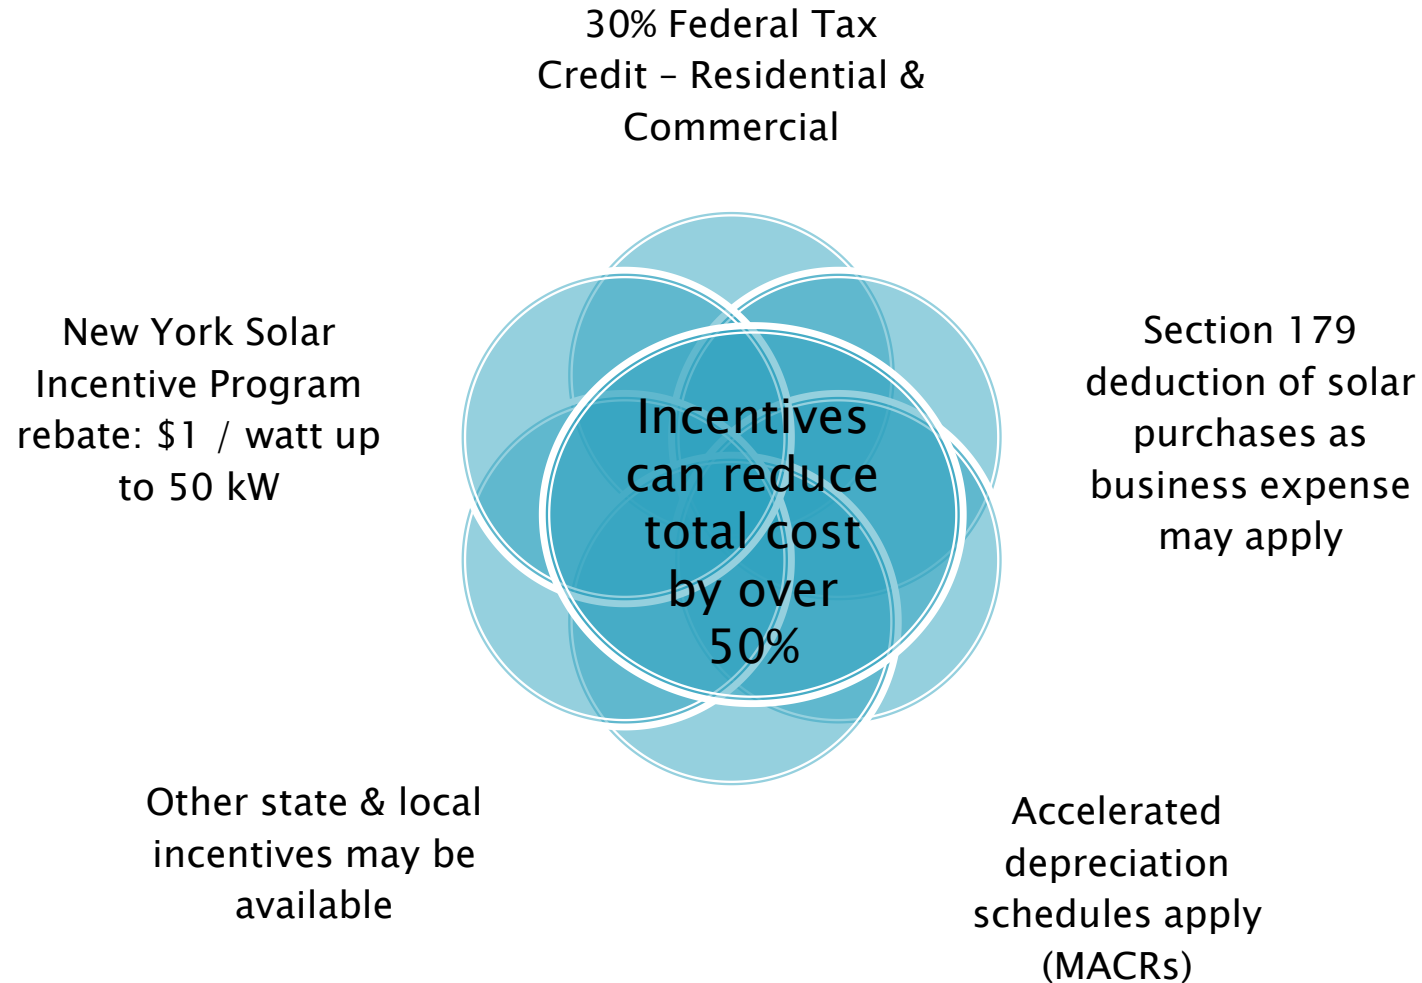 30% Federal Tax
Credit – Residential &
Commercial
New York Solar
Incentive Program
rebate: $1 / watt up
to 50 kW
Section 179
deduction of solar
purchases as
business expense
may apply
Incentives
can reduce
total cost
by over
50%
Other state & local
incentives may be
available
Accelerated
depreciation
schedules apply
(MACRs)